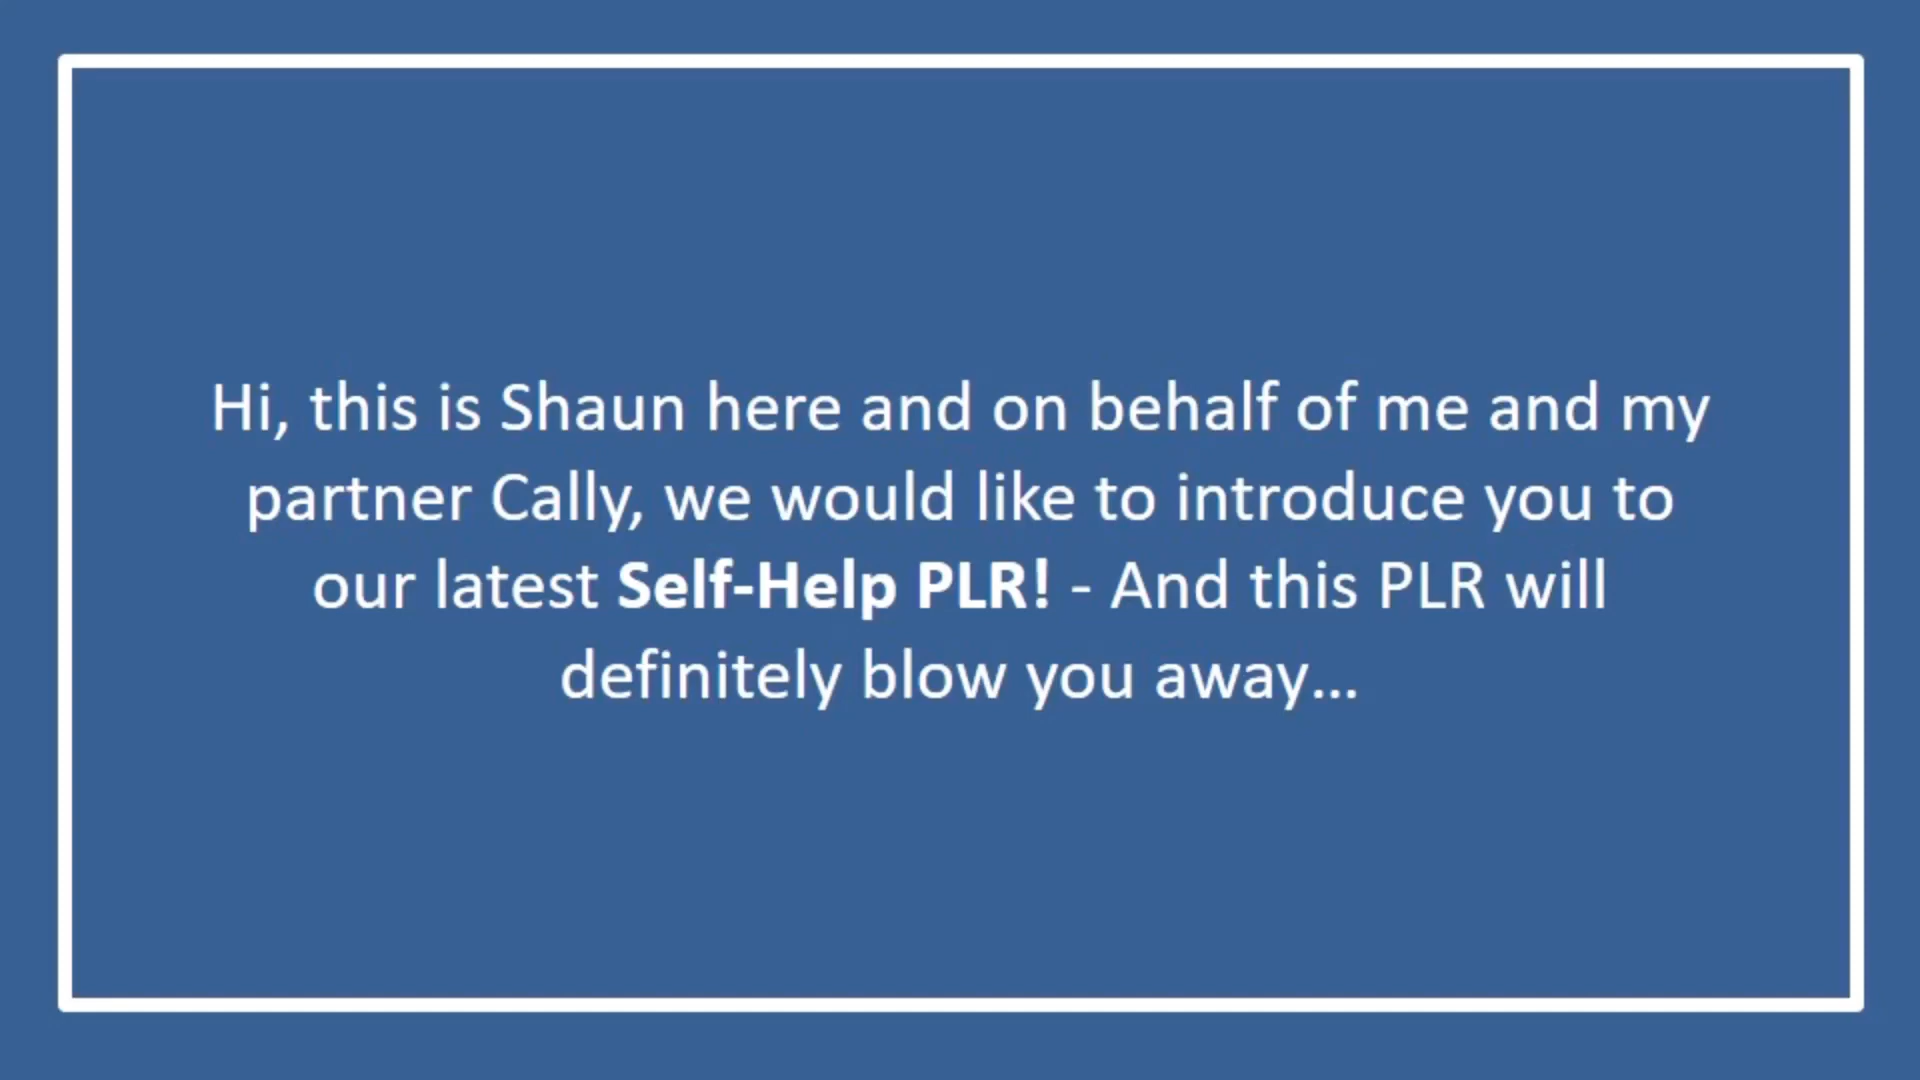 Hi, this is Shaun here and on behalf of me and my
partner Cally, we would like to introduce you to
our latest Self-Help PLR! - And this PLR will
definitely blow you away...